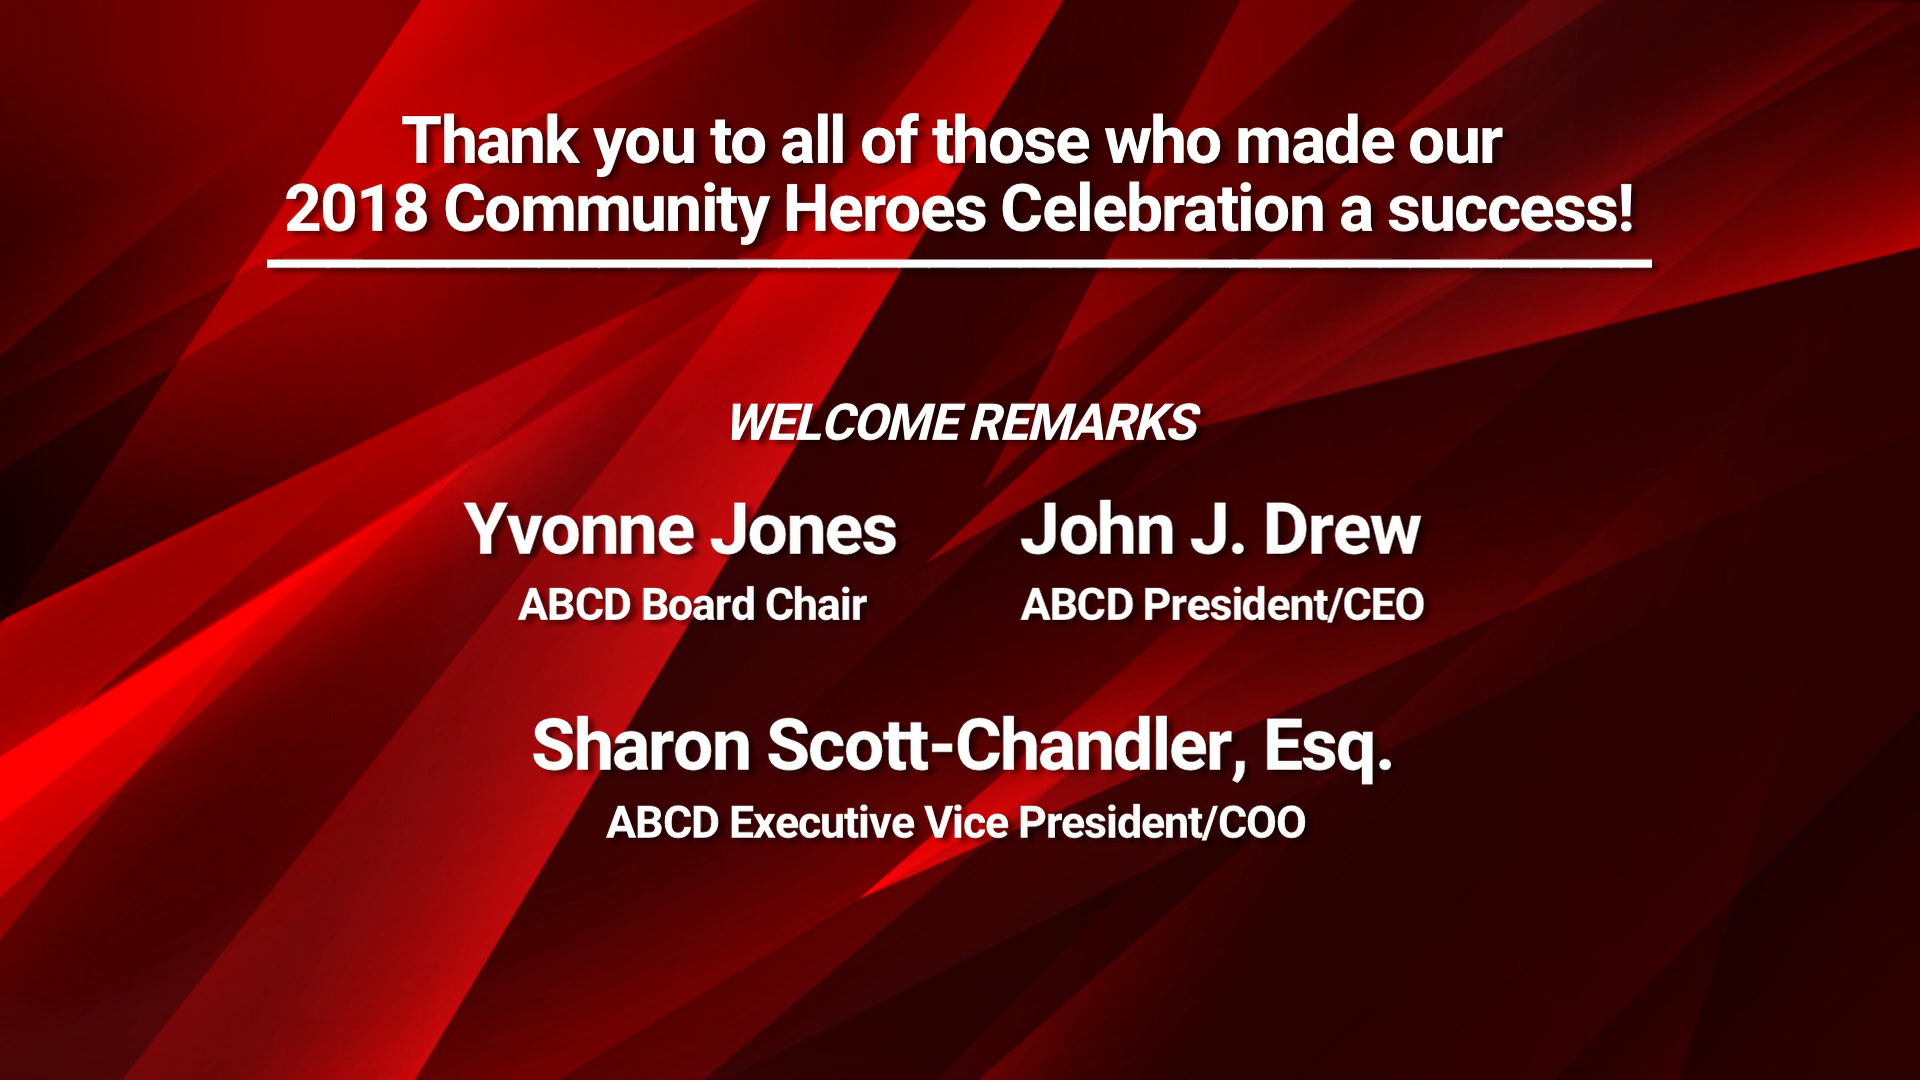 Thank you to all of those who made our
2018 Community Heroes Celebration a success!
WELCOME REMARKS
Yvonne Jones
ABCD Board Chair
John J. Drew
ABCD President/CEO
Sharon Scott-Chandler, Esq.
ABCD Executive Vice President/COO